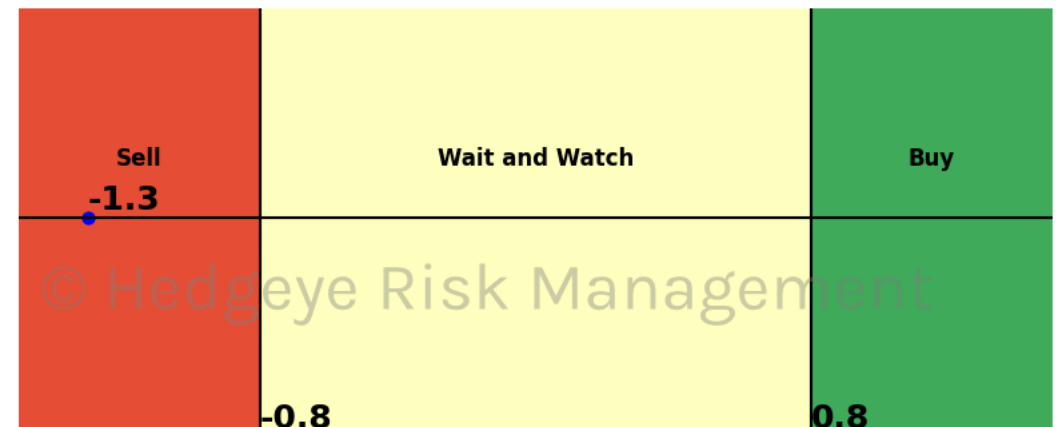 Sell
Wait and Watch
Buy
-1.3
© Hedgeye Risk Management
-0.8
0.8